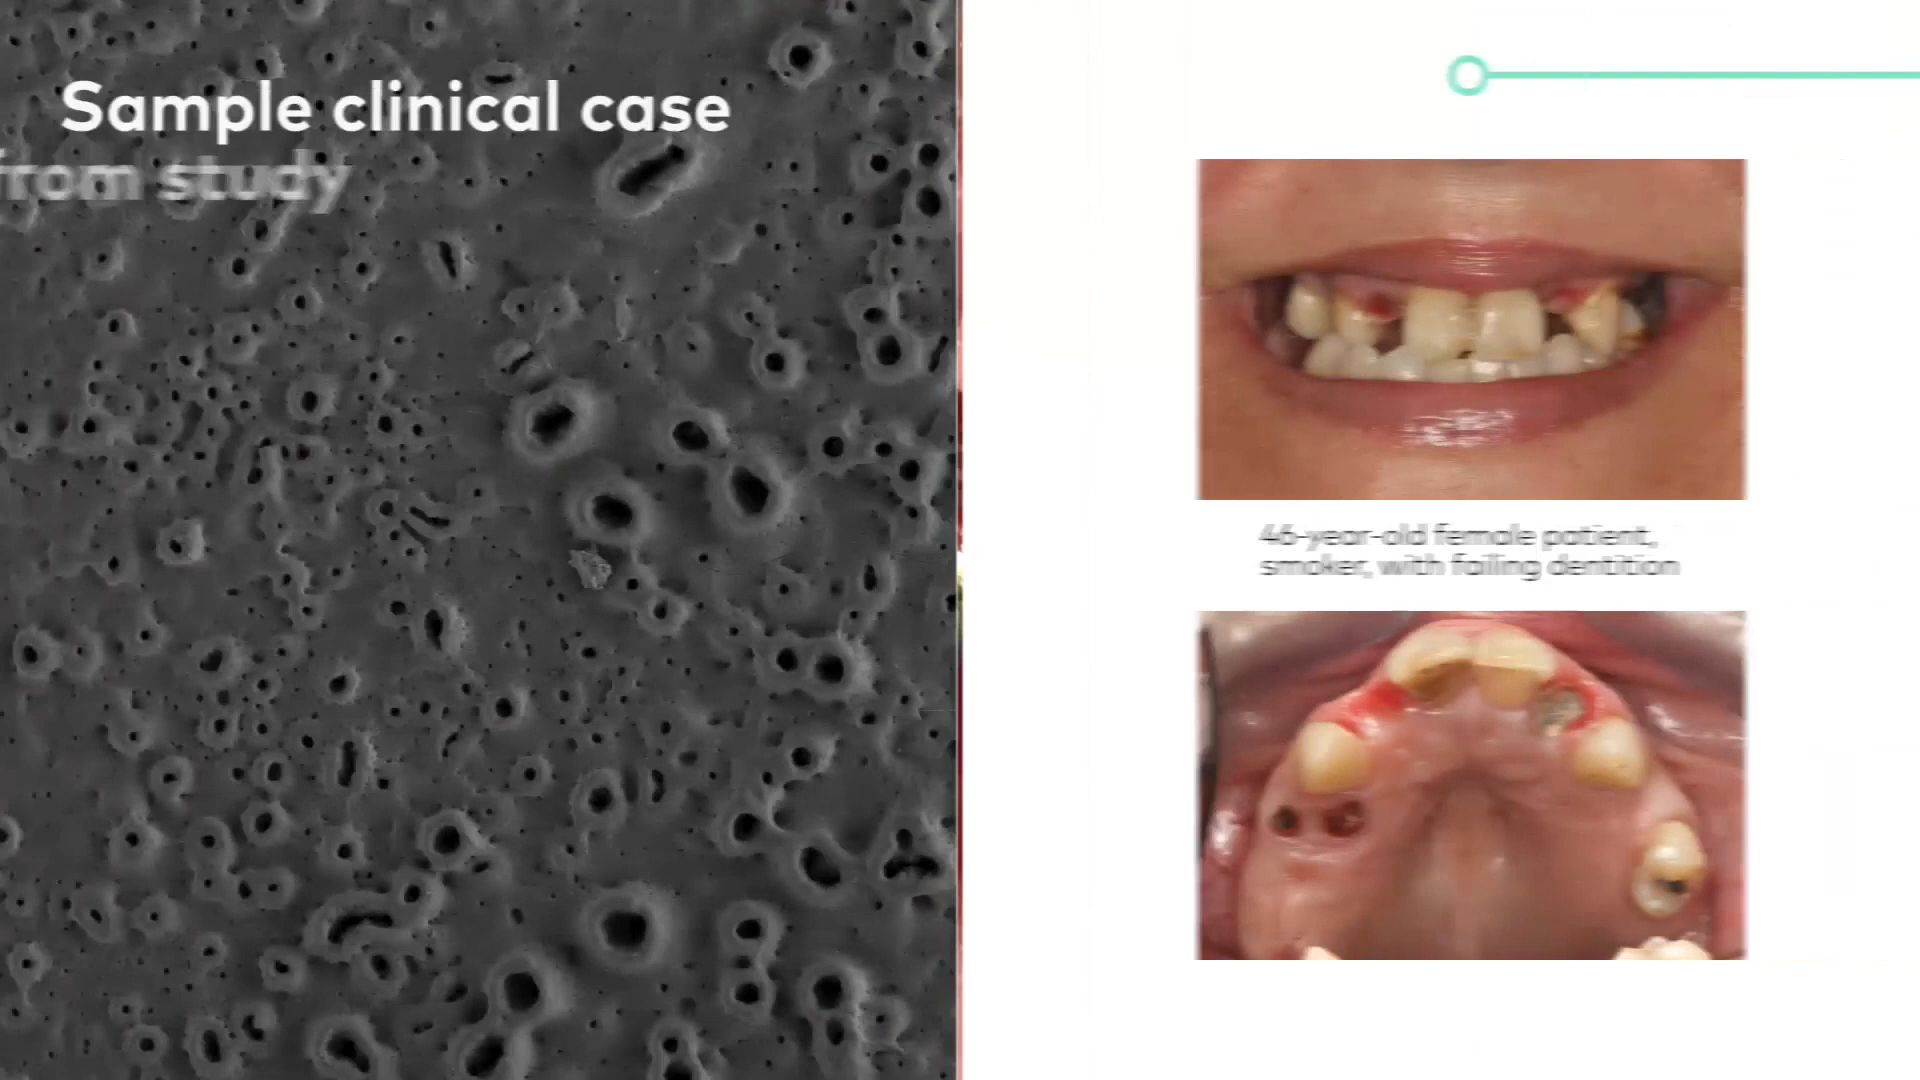 Sample clinical case
from study
46-year-old female patient,
smoker, with failing dentition